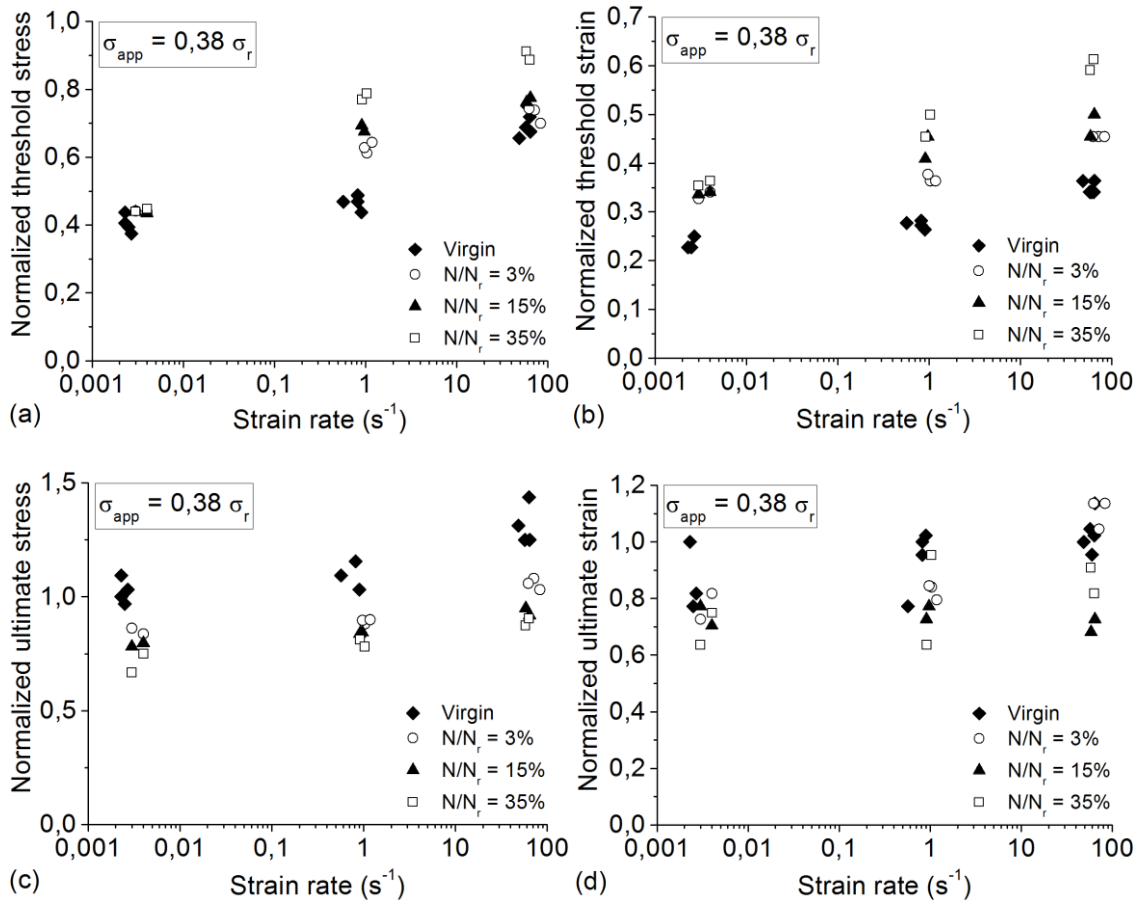 σapp = 0,38 σr
Normalized threshold stress
1,0
0,8
0,6
0,4
0,2
0,0
Virgin
N/Nr = 3%
N/Nr = 15%
N/Nr = 35%
0,001 0,01 0,1 1 10 100
(a)
Strain rate (s-1)
σapp = 0,38 σr
Normalized threshold strain
0,7
0,6
0,5
0,4
0,3
0,2
0,1
0,0
Virgin
N/Nr = 3%
N/Nr = 15%
N/Nr = 35%
0,001 0,01 0,1 1 10 100
(b)
Strain rate (s-1)
σapp = 0,38 σr
Normalized ultimate stress
1,5
1,0
0,5
0,0
Virgin
N/Nr = 3%
N/Nr = 15%
N/Nr = 35%
0,001 0,01 0,1 1 10 100
(c)
Strain rate (s-1)
σapp = 0,38 σr
Normalized ultimate strain
1,2
1,0
0,8
0,6
0,4
0,2
0,0
Virgin
N/Nr = 3%
N/Nr = 15%
N/Nr = 35%
0,001 0,01 0,1 1 10 100
(d)
Strain rate (s-1)